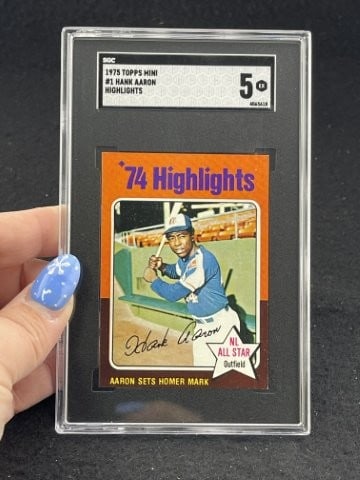 SGC
1975 TOPPS MINI
#1 HANK AARON
HIGHLIGHTS
5 EX
'74 Highlights
Hank Aaron
NL
ALL STAR
Outfield
AARON SETS HOMER MARK